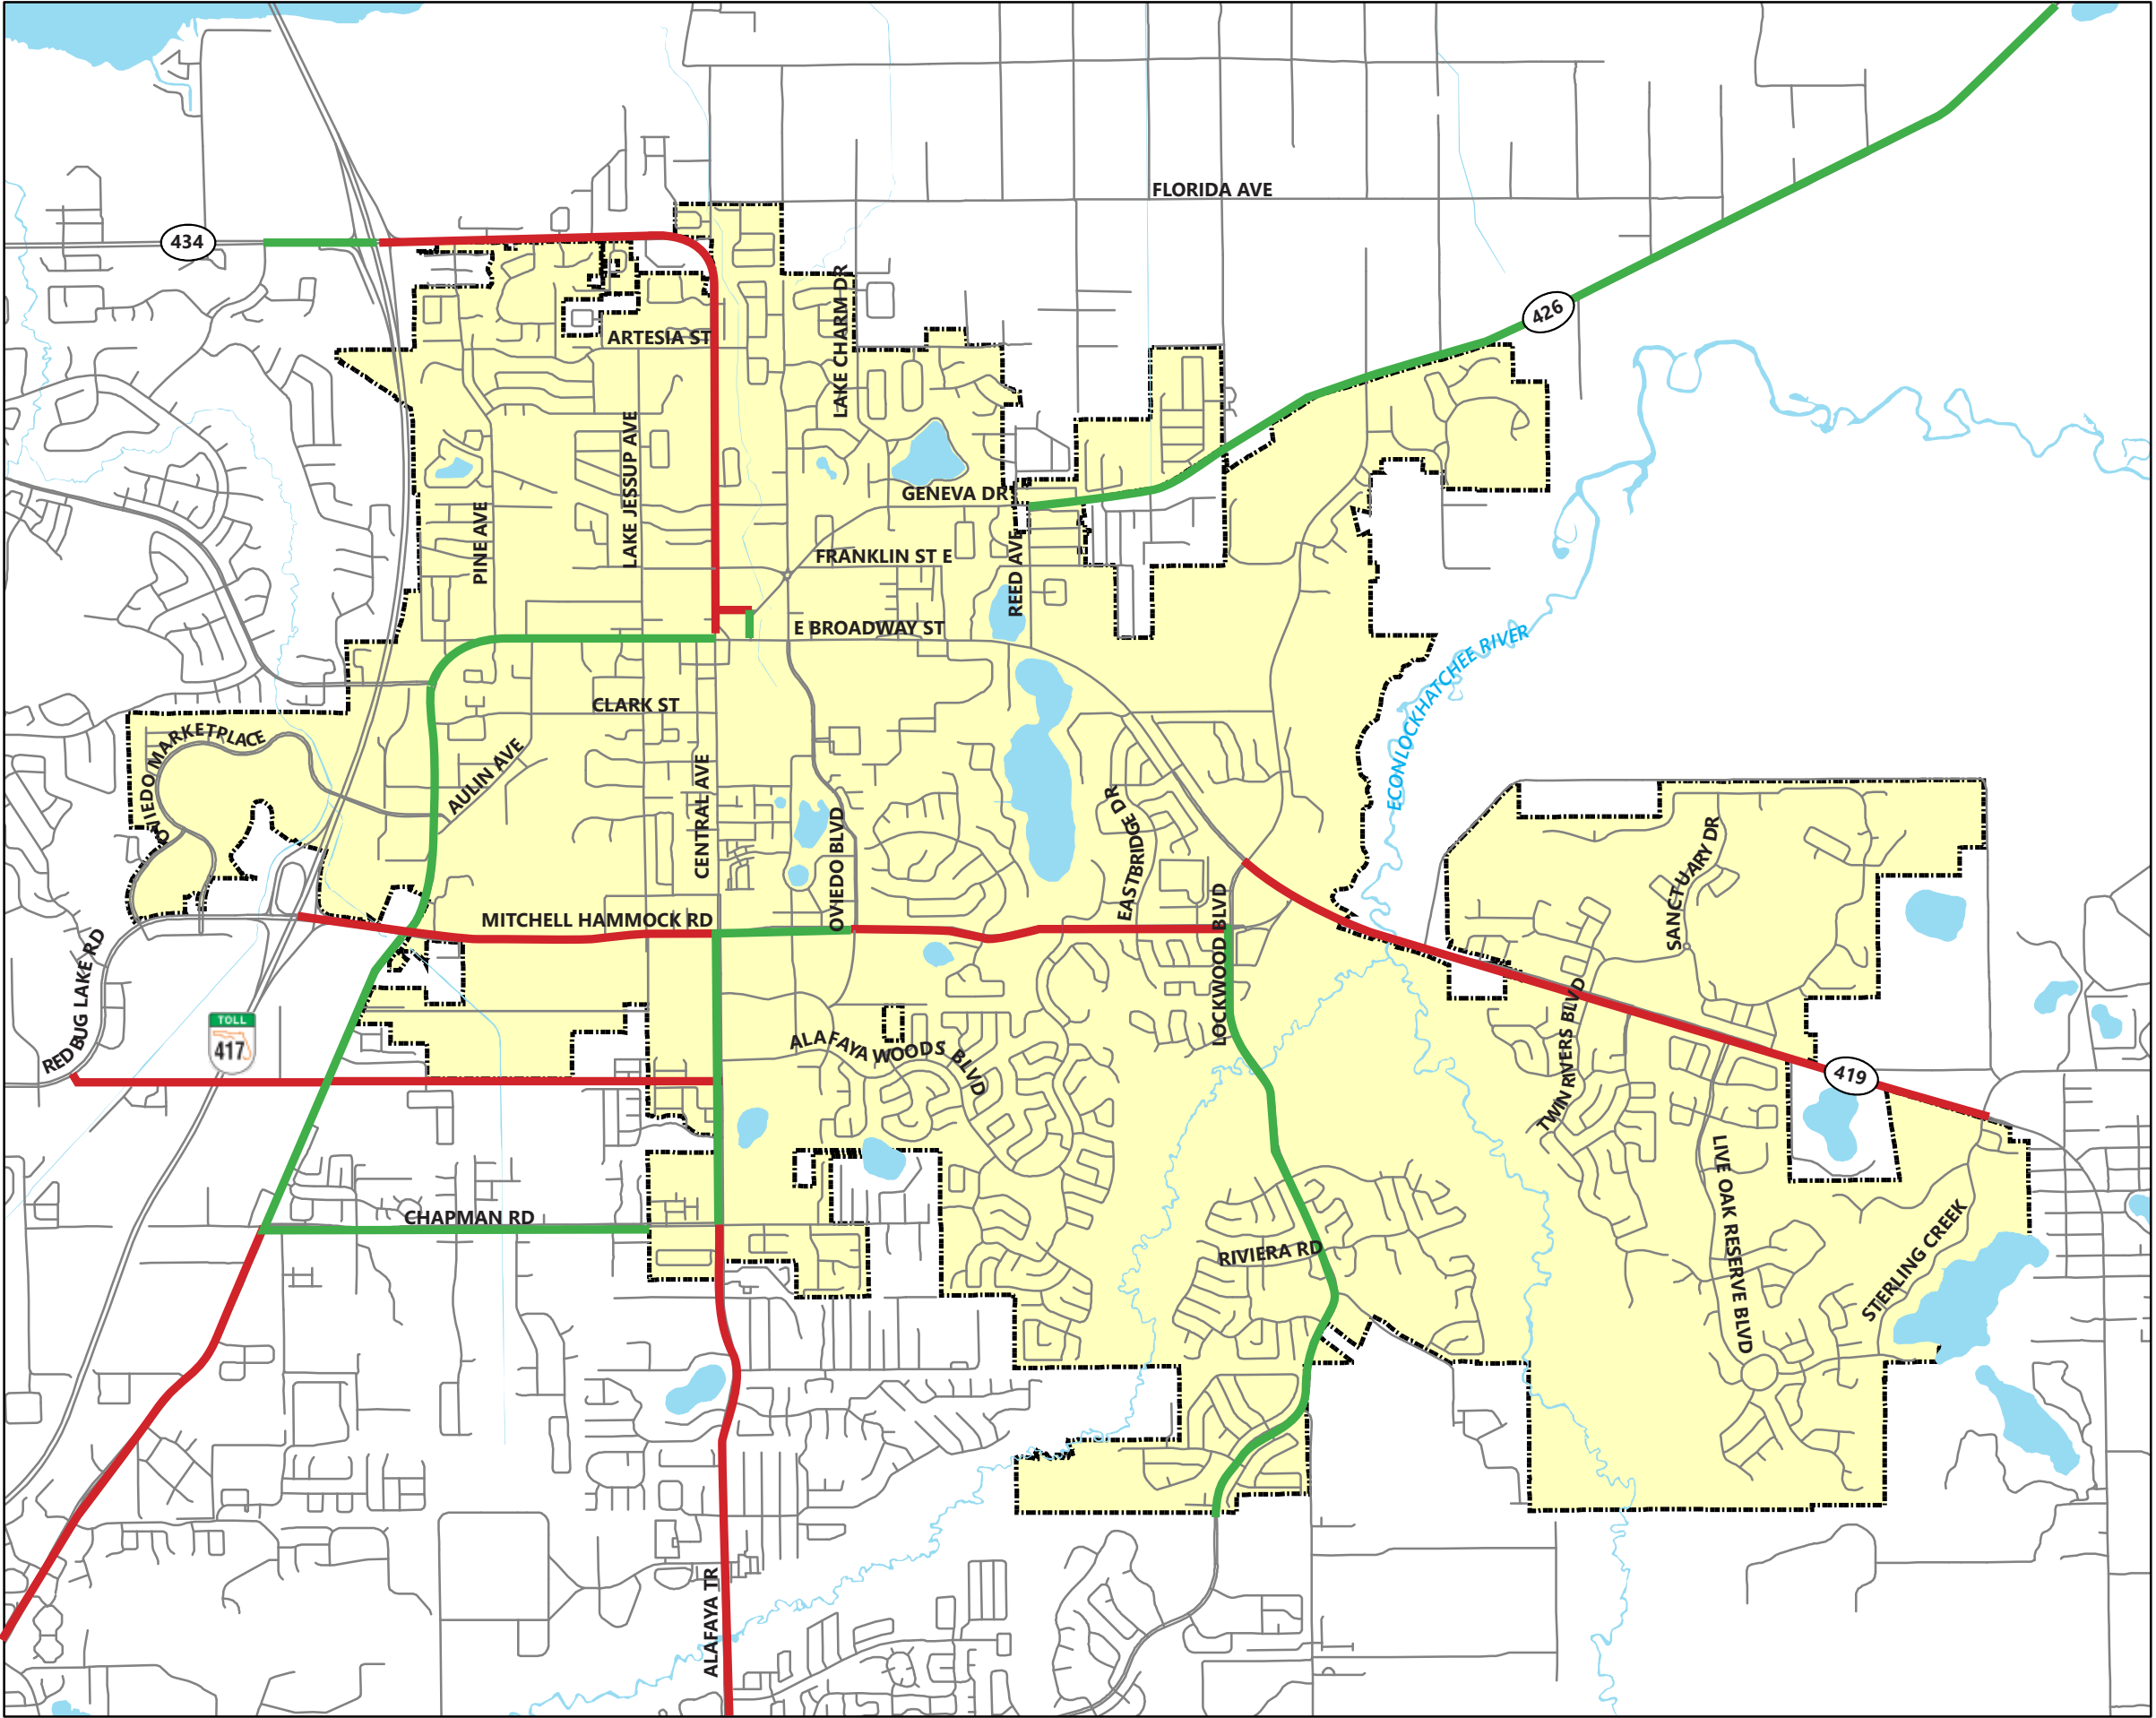 FLORIDA AVE
434
LAKE CHARM DR
426
ARTESIA ST
LAKE JESSUP AVE
GENEVA DR
PINE AVE
FRANKLIN ST E
REED AVE
E BROADWAY ST
ECONLOCKHATCHEE RIVER
CLARK ST
OVIEDO MARKETPLACE
AULIN AVE
CENTRAL AVE
OVIEDO BLVD
EASTBRIDGE DR
SANCTUARY DR
MITCHELL HAMMOCK RD
LOCKWOOD BLVD
RED BUG LAKE RD
TOLL
417
ALAFAYA WOODS BLVD
TWIN RIVERS BLVD
419
LIVE OAK RESERVE BLVD
CHAPMAN RD
RIVIERA RD
STERLING CREEK
ALAFAYA TR